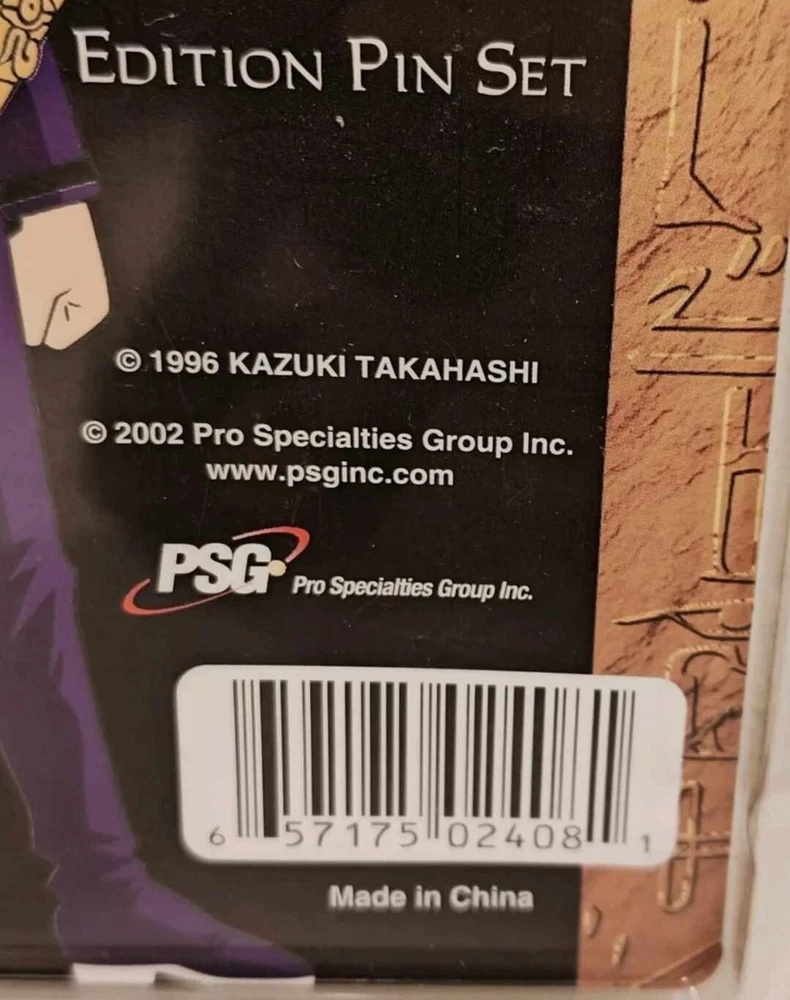 EDITION PIN SET
© 1996 KAZUKI TAKAHASHI
© 2002 Pro Specialties Group Inc.
www.psginc.com
PSG Pro Specialties Group Inc.
6 57175 02408 1
Made in China